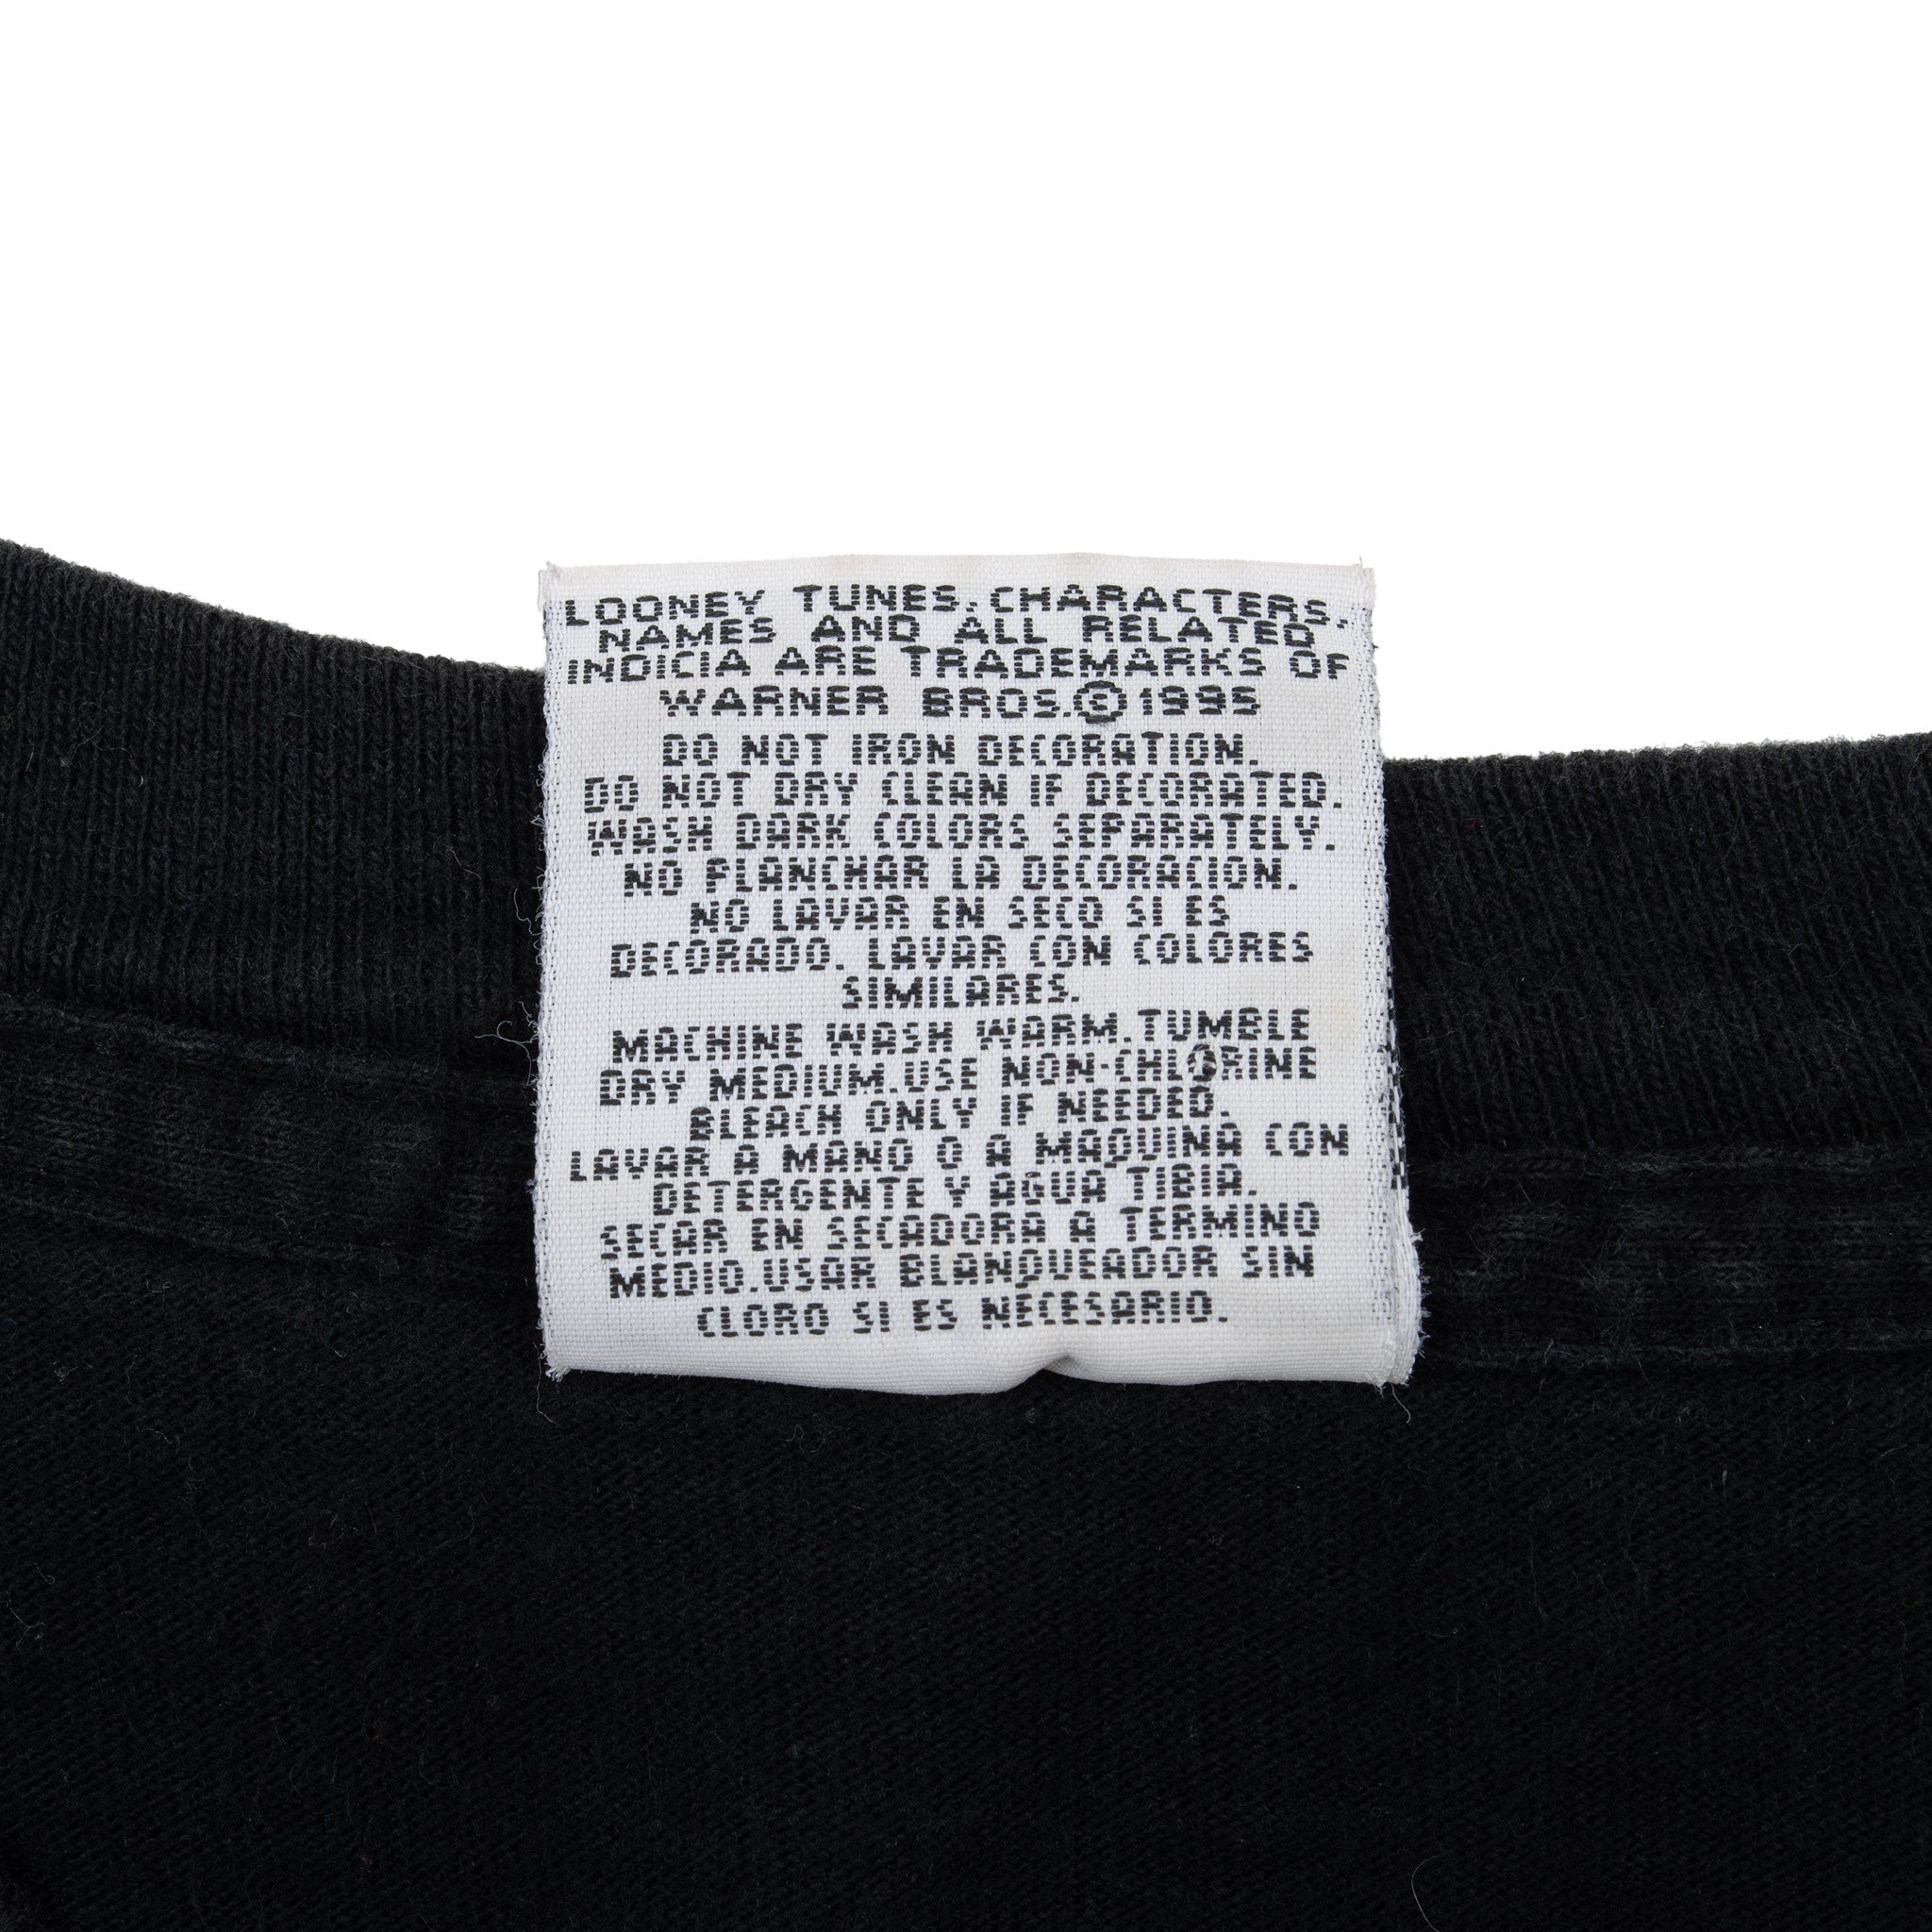 LOONEY TUNES, CHARACTERS,
NAMES AND ALL RELATED
INDICIA ARE TRADEMARKS OF
WARNER BROS.© 1995
DO NOT IRON DECORATION.
DO NOT DRY CLEAN IF DECORATED.
WASH DARK COLORS SEPARATELY.
NO PLANCHAR LA DECORACION.
NO LAVAR EN SECO SI ES
DECORADO. LAVAR CON COLORES
SIMILARES.
MACHINE WASH WARM.TUMBLE
DRY MEDIUM.USE NON-CHLORINE
BLEACH ONLY IF NEEDED.
LAVAR A MANO O A MAQUINA CON
DETERGENTE Y AGUA TIBIA.
SECAR EN SECADORA A TERMINO
MEDIO.USAR BLANQUEADOR SIN
CLORO SI ES NECESARIO.